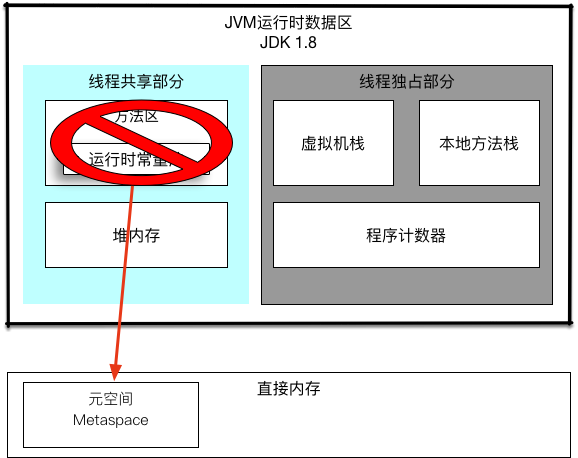 JVM运行时数据区
JDK 1.8
线程共享部分
线程独占部分
方法区
运行时常量
虚拟机栈
本地方法栈
堆内存
程序计数器
直接内存
元空间
Metaspace